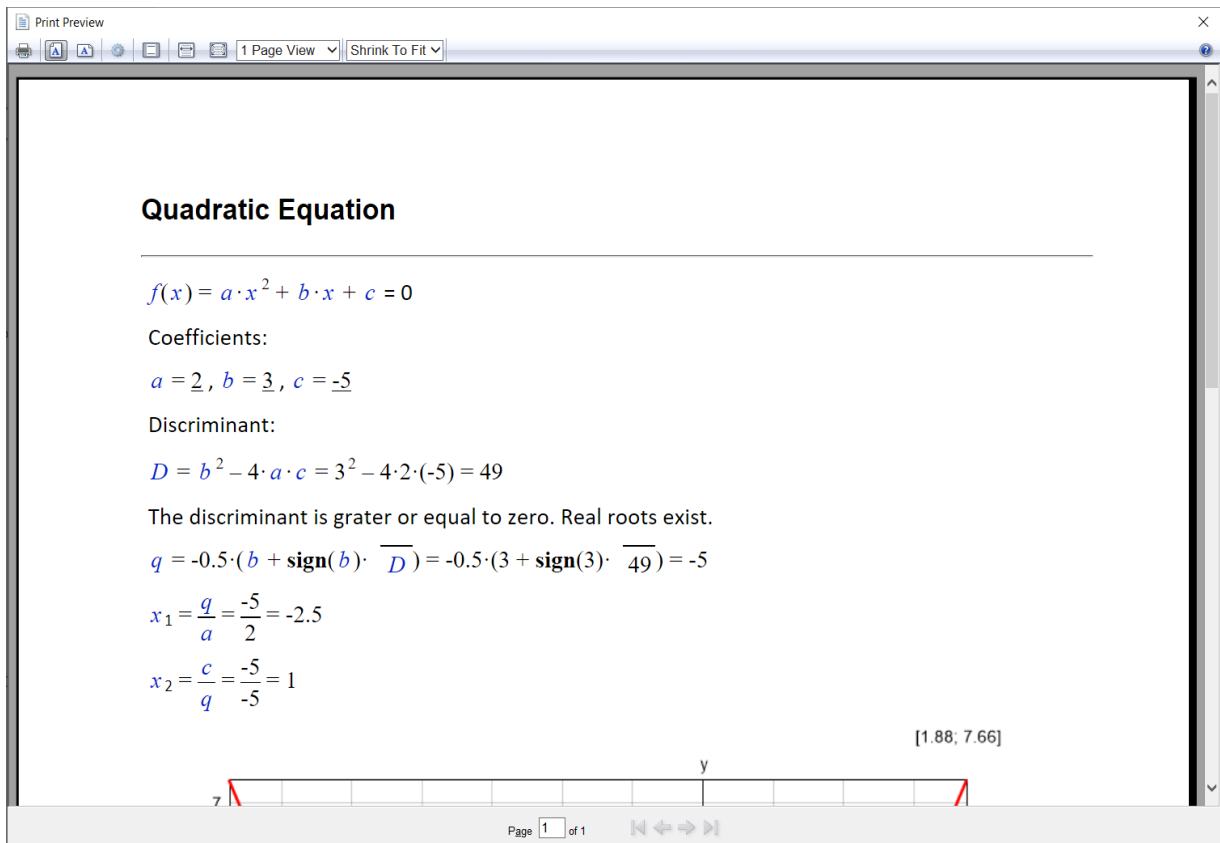 Print Preview
1 Page View Shrink To Fit
Quadratic Equation
f(x) = a·x² + b·x + c = 0
Coefficients:
a = 2 , b = 3 , c = -5
Discriminant:
D = b² – 4·a·c = 3² – 4·2·(-5) = 49
The discriminant is grater or equal to zero. Real roots exist.
q = -0.5·(b + sign(b)· D̅) = -0.5·(3 + sign(3)· 4̅9̅) = -5
x₁ = q/a = -5/2 = -2.5
x₂ = c/q = -5/-5 = 1
[1.88; 7.66]
y
7
Page 1 of 1